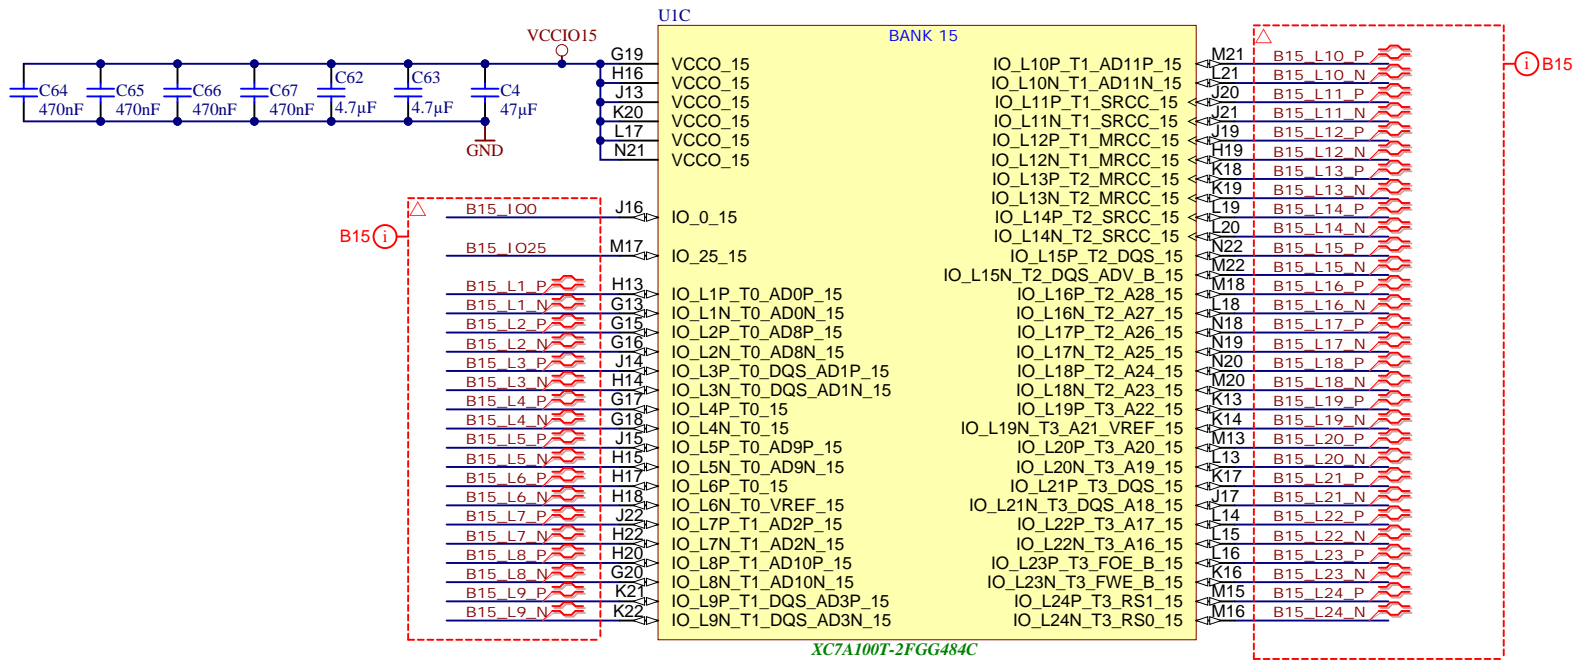 U1C
BANK 15
VCCIO15
C64 470nF
C65 470nF
C66 470nF
C67 470nF
C62 4.7µF
C63 4.7µF
C4 47µF
GND
G19 VCCO_15
H16 VCCO_15
J13 VCCO_15
K20 VCCO_15
L17 VCCO_15
N21 VCCO_15
B15 i
B15_IO0 J16 IO_0_15
B15_IO25 M17 IO_25_15
B15_L1_P H13 IO_L1P_T0_AD0P_15
B15_L1_N G13 IO_L1N_T0_AD0N_15
B15_L2_P G15 IO_L2P_T0_AD8P_15
B15_L2_N G16 IO_L2N_T0_AD8N_15
B15_L3_P J14 IO_L3P_T0_DQS_AD1P_15
B15_L3_N H14 IO_L3N_T0_DQS_AD1N_15
B15_L4_P G17 IO_L4P_T0_15
B15_L4_N G18 IO_L4N_T0_15
B15_L5_P J15 IO_L5P_T0_AD9P_15
B15_L5_N H15 IO_L5N_T0_AD9N_15
B15_L6_P H17 IO_L6P_T0_15
B15_L6_N H18 IO_L6N_T0_VREF_15
B15_L7_P J22 IO_L7P_T1_AD2P_15
B15_L7_N H22 IO_L7N_T1_AD2N_15
B15_L8_P H20 IO_L8P_T1_AD10P_15
B15_L8_N G20 IO_L8N_T1_AD10N_15
B15_L9_P K21 IO_L9P_T1_DQS_AD3P_15
B15_L9_N K22 IO_L9N_T1_DQS_AD3N_15
IO_L10P_T1_AD11P_15 M21 B15_L10_P
IO_L10N_T1_AD11N_15 L21 B15_L10_N
IO_L11P_T1_SRCC_15 J20 B15_L11_P
IO_L11N_T1_SRCC_15 J21 B15_L11_N
IO_L12P_T1_MRCC_15 J19 B15_L12_P
IO_L12N_T1_MRCC_15 H19 B15_L12_N
IO_L13P_T2_MRCC_15 K18 B15_L13_P
IO_L13N_T2_MRCC_15 K19 B15_L13_N
IO_L14P_T2_SRCC_15 L19 B15_L14_P
IO_L14N_T2_SRCC_15 L20 B15_L14_N
IO_L15P_T2_DQS_15 N22 B15_L15_P
IO_L15N_T2_DQS_ADV_B_15 M22 B15_L15_N
IO_L16P_T2_A28_15 M18 B15_L16_P
IO_L16N_T2_A27_15 L18 B15_L16_N
IO_L17P_T2_A26_15 N18 B15_L17_P
IO_L17N_T2_A25_15 N19 B15_L17_N
IO_L18P_T2_A24_15 N20 B15_L18_P
IO_L18N_T2_A23_15 M20 B15_L18_N
IO_L19P_T3_A22_15 K13 B15_L19_P
IO_L19N_T3_A21_VREF_15 K14 B15_L19_N
IO_L20P_T3_A20_15 M13 B15_L20_P
IO_L20N_T3_A19_15 L13 B15_L20_N
IO_L21P_T3_DQS_15 K17 B15_L21_P
IO_L21N_T3_DQS_A18_15 J17 B15_L21_N
IO_L22P_T3_A17_15 L14 B15_L22_P
IO_L22N_T3_A16_15 L15 B15_L22_N
IO_L23P_T3_FOE_B_15 L16 B15_L23_P
IO_L23N_T3_FWE_B_15 K16 B15_L23_N
IO_L24P_T3_RS1_15 M15 B15_L24_P
IO_L24N_T3_RS0_15 M16 B15_L24_N
i B15
XC7A100T-2FGG484C